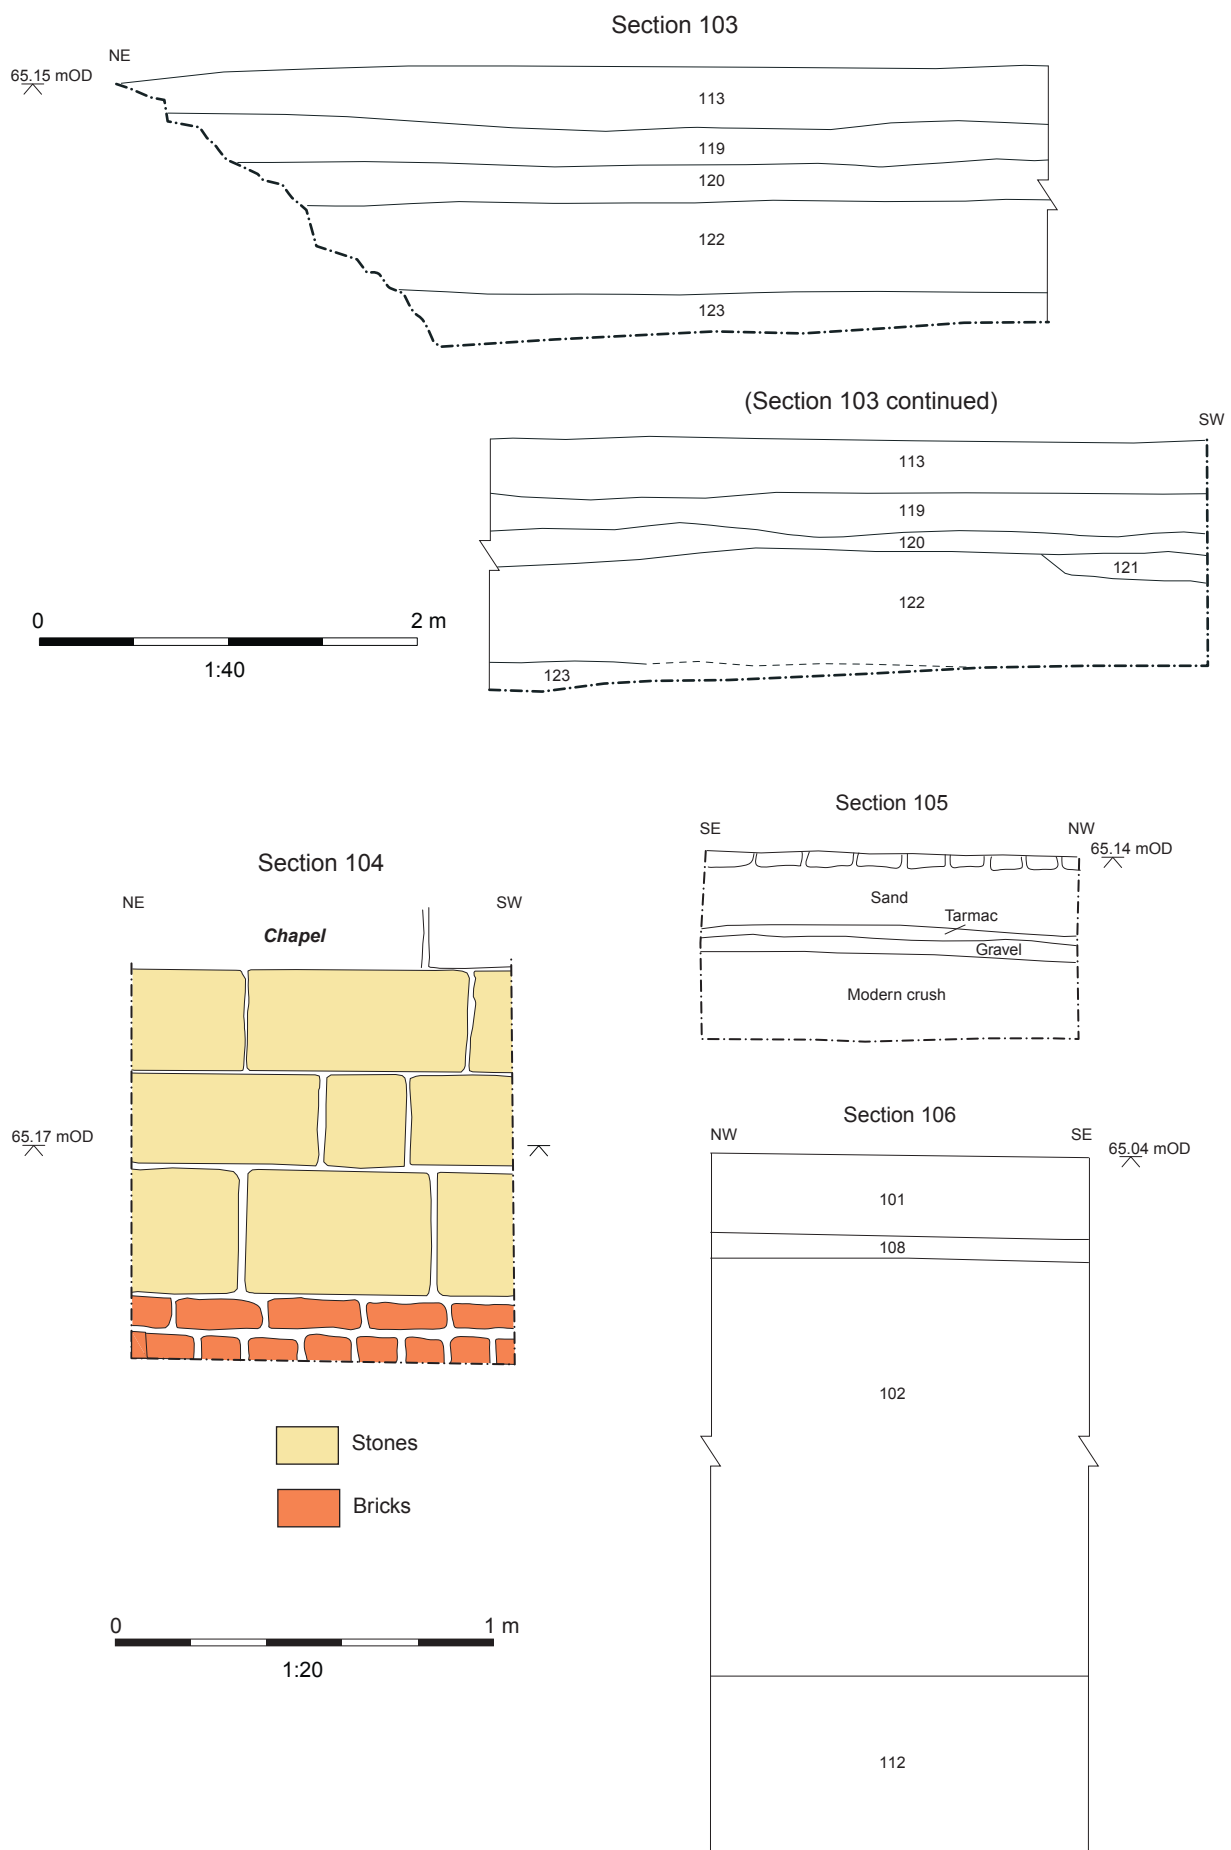 Section 103
NE
65.15 mOD
113
119
120
122
123
(Section 103 continued)
SW
113
119
120
121
122
123
0 2 m
1:40
Section 105
SE NW
65.14 mOD
Sand
Tarmac
Gravel
Modern crush
Section 104
NE SW
Chapel
65.17 mOD
Stones
Bricks
0 1 m
1:20
Section 106
NW SE
65.04 mOD
101
108
102
112